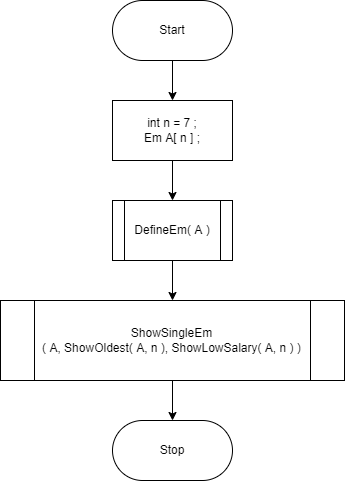 Start
int n = 7 ;
Em A[ n ] ;
DefineEm( A )
ShowSingleEm
( A, ShowOldest( A, n ), ShowLowSalary( A, n ) )
Stop